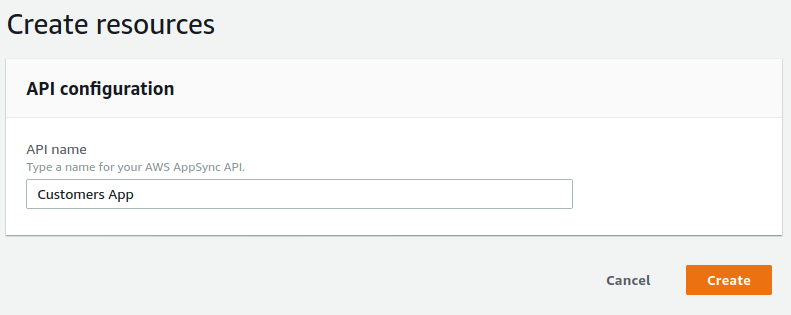 Create resources
API configuration
API name
Type a name for your AWS AppSync API.
Customers App
Cancel
Create